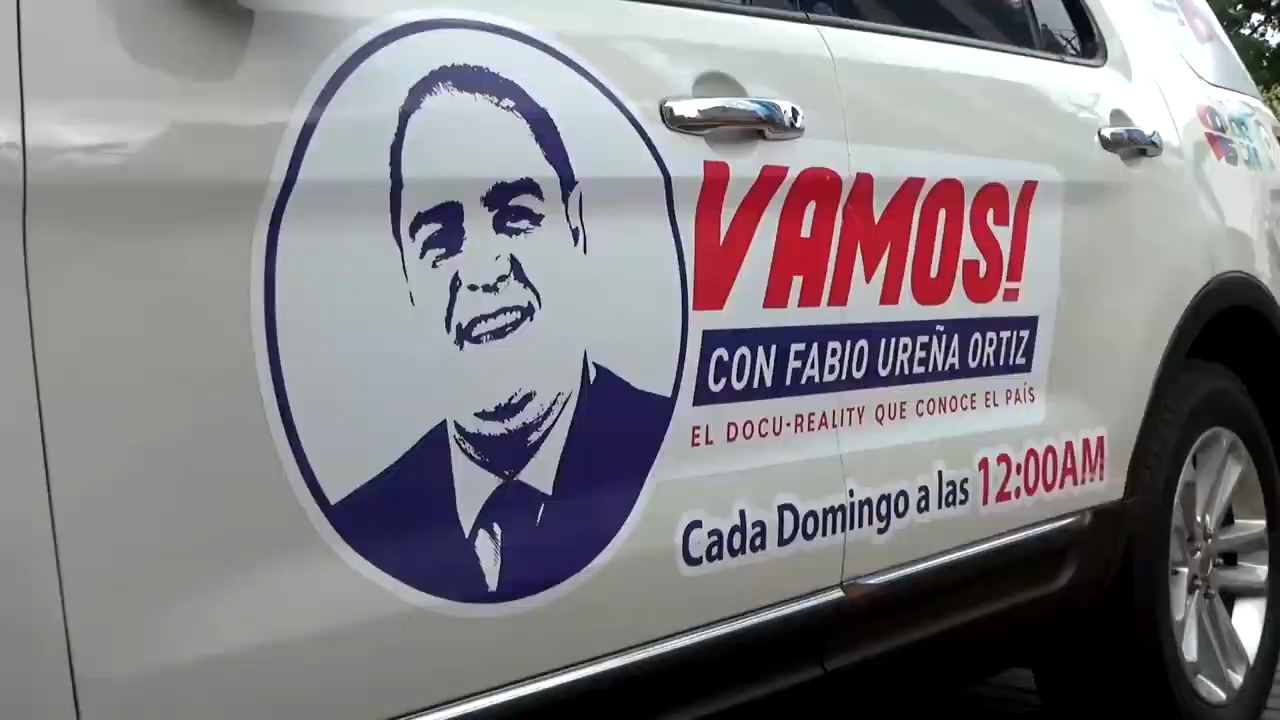 VAMOS!
CON FABIO UREÑA ORTIZ
EL DOCU-REALITY QUE CONOCE EL PAÍS
Cada Domingo a las 12:00AM